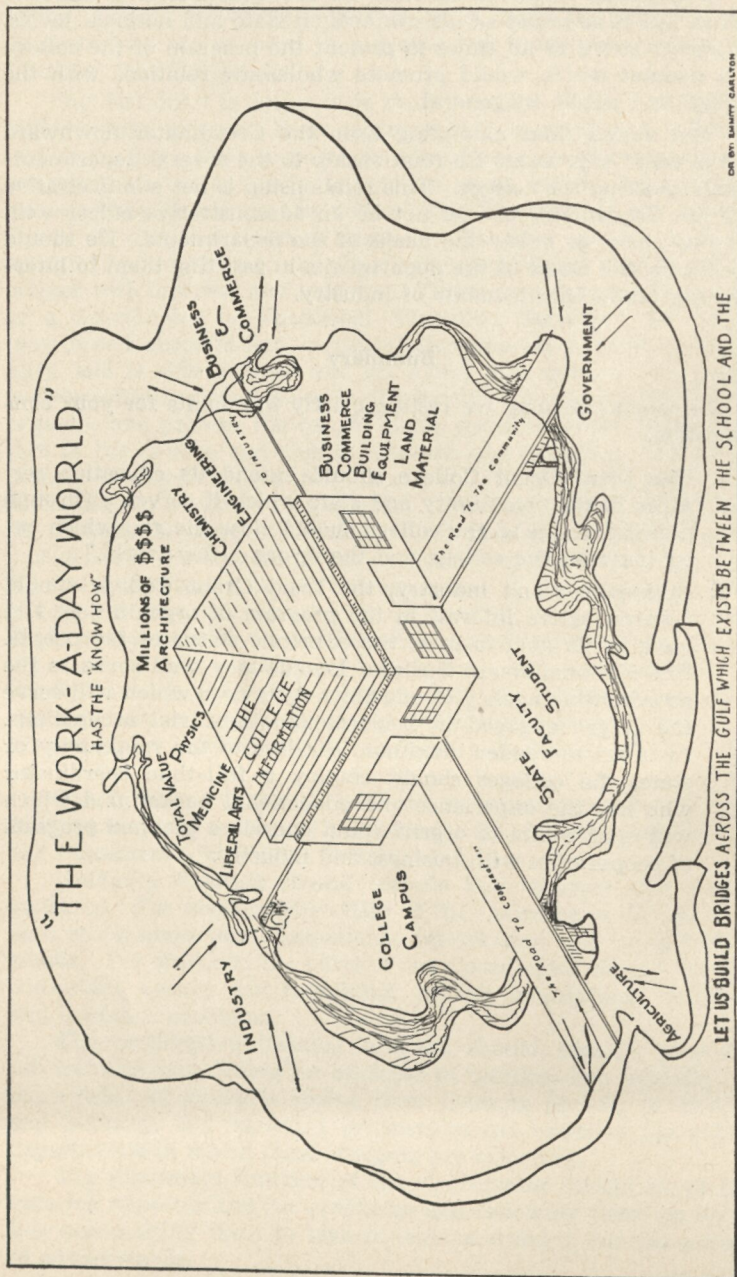 "THE WORK-A-DAY WORLD"
HAS THE "KNOW HOW"
MILLIONS OF $$$$
ARCHITECTURE
TOTAL VALUE
PHYSICS
MEDICINE
LIBERAL ARTS
CHEMISTRY
ENGINEERING
TO INDUSTRY
BUSINESS
&
COMMERCE
INDUSTRY
THE
COLLEGE
INFORMATION
BUSINESS
COMMERCE
BUILDING
EQUIPMENT
LAND
MATERIAL
COLLEGE
CAMPUS
The Road To The Community
The Road To Cooperation
STATE
FACULTY
STUDENT
GOVERNMENT
AGRICULTURE
LET US BUILD BRIDGES ACROSS THE GULF WHICH EXISTS BETWEEN THE SCHOOL AND THE
DR BY: EMMITT CARLTON